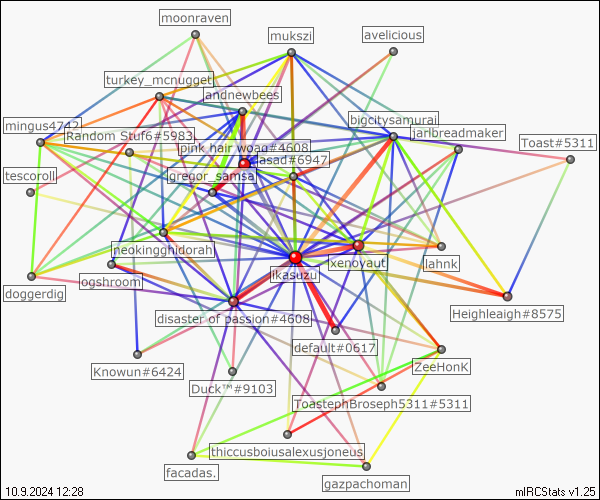 moonraven
mukszi
avelicious
turkey_mcnugget
andnewbees
bigcitysamurai
mingus4742
Random Stuf6#5983
jarlbreadmaker
Toast#5311
pink hair woag#4608
asad#6947
tescoroll
gregor_samsa
neokingghidorah
xenoyaut
lahnk
ogshroom
ikasuzu
doggerdig
Heighleaigh#8575
disaster of passion#4608
default#0617
Knowun#6424
ZeeHonK
Duck™#9103
ToastephBroseph5311#5311
thiccusboiusalexusjoneus
facadas.
gazpachoman
10.9.2024 12:28
mIRCStats v1.25